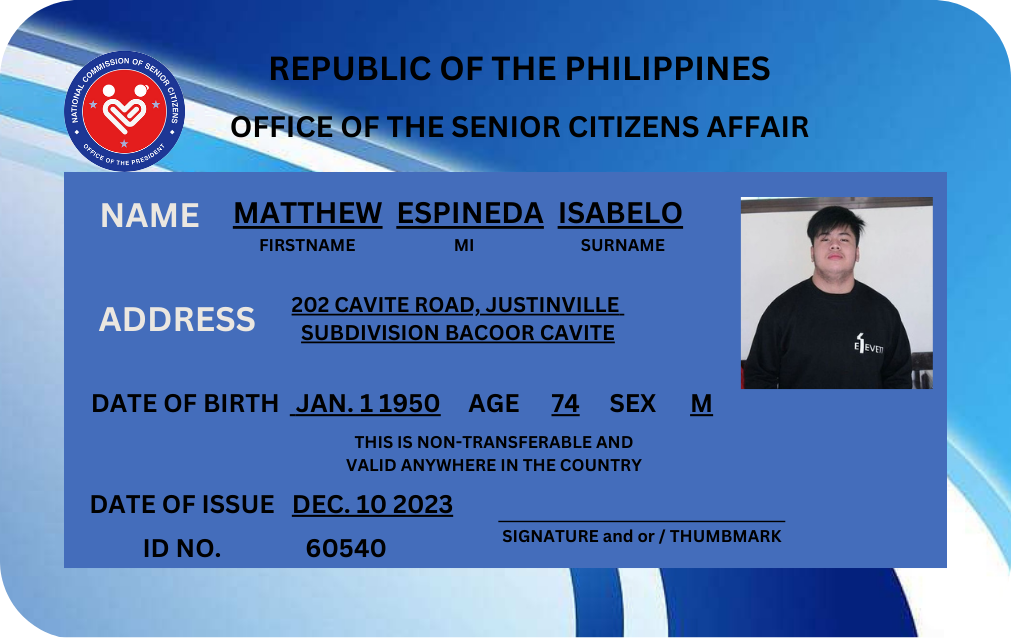 REPUBLIC OF THE PHILIPPINES
OFFICE OF THE SENIOR CITIZENS AFFAIR
NATIONAL COMMISSION OF SENIOR CITIZENS
OFFICE OF THE PRESIDENT
NAME MATTHEW ESPINEDA ISABELO
FIRSTNAME MI SURNAME
ADDRESS 202 CAVITE ROAD, JUSTINVILLE
SUBDIVISION BACOOR CAVITE
DATE OF BIRTH JAN. 1 1950 AGE 74 SEX M
THIS IS NON-TRANSFERABLE AND
VALID ANYWHERE IN THE COUNTRY
DATE OF ISSUE DEC. 10 2023
SIGNATURE and or / THUMBMARK
ID NO. 60540